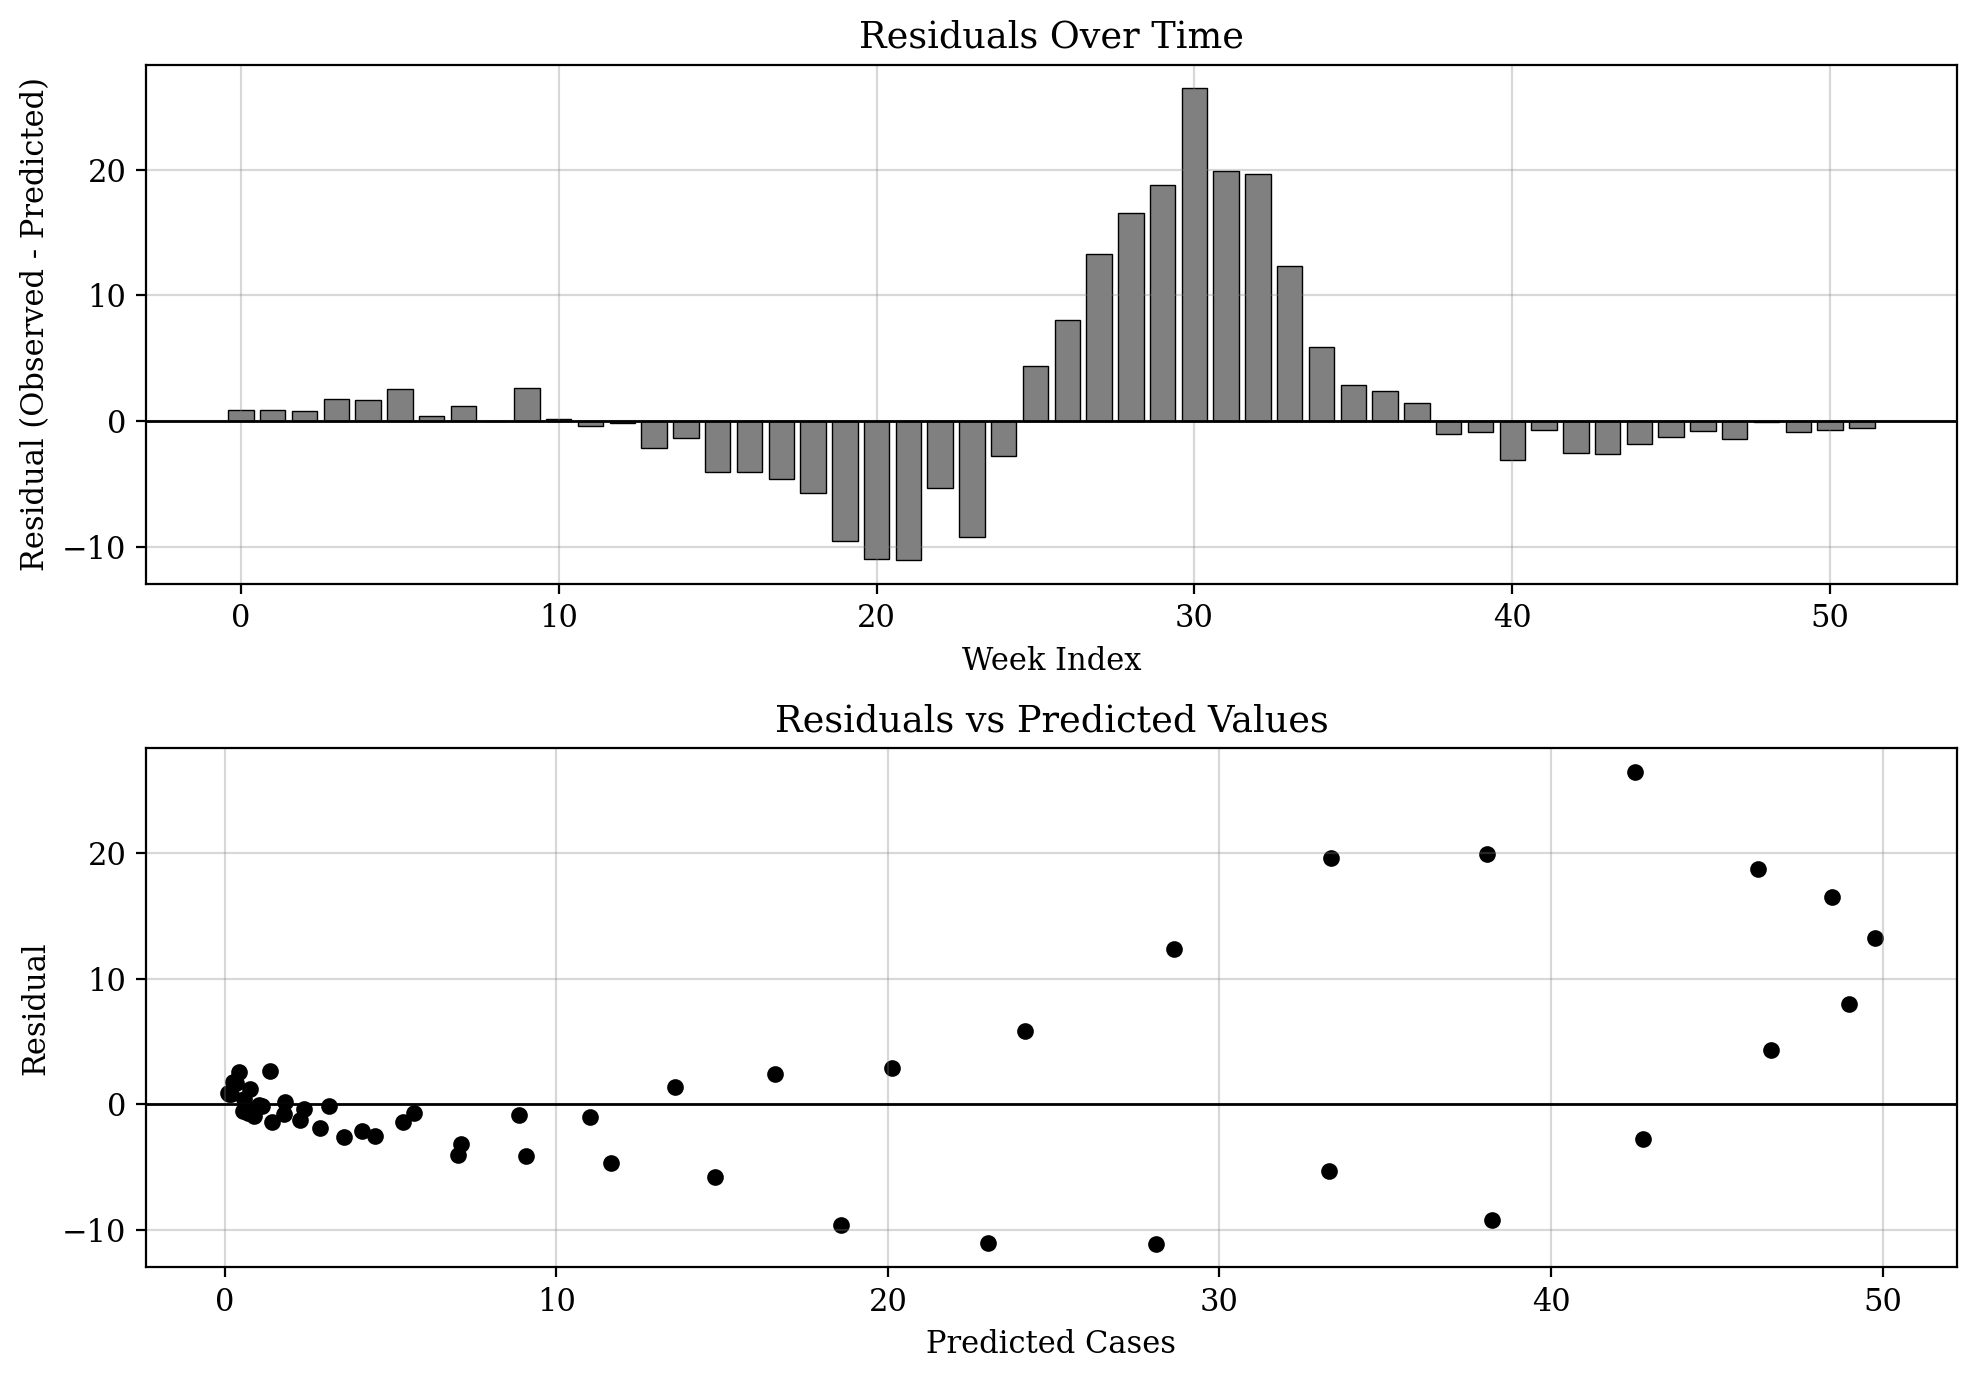 Residuals Over Time
Residual (Observed - Predicted)
20
10
0
−10
0 10 20 30 40 50
Week Index
Residuals vs Predicted Values
Residual
20
10
0
−10
0 10 20 30 40 50
Predicted Cases